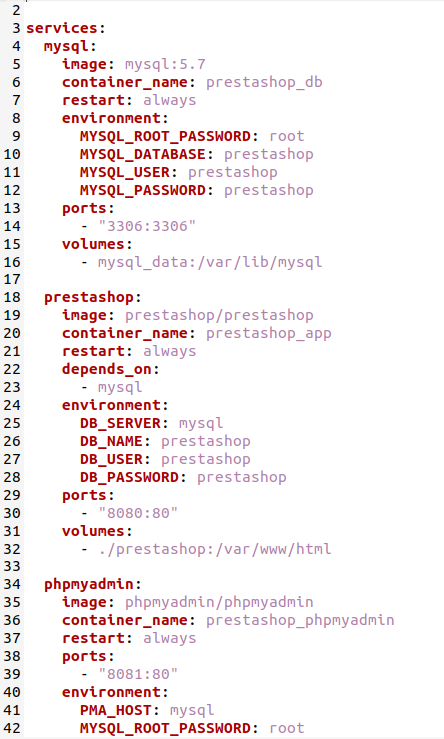 2
3 services:
4   mysql:
5     image: mysql:5.7
6     container_name: prestashop_db
7     restart: always
8     environment:
9       MYSQL_ROOT_PASSWORD: root
10       MYSQL_DATABASE: prestashop
11       MYSQL_USER: prestashop
12       MYSQL_PASSWORD: prestashop
13     ports:
14       - "3306:3306"
15     volumes:
16       - mysql_data:/var/lib/mysql
17
18   prestashop:
19     image: prestashop/prestashop
20     container_name: prestashop_app
21     restart: always
22     depends_on:
23       - mysql
24     environment:
25       DB_SERVER: mysql
26       DB_NAME: prestashop
27       DB_USER: prestashop
28       DB_PASSWORD: prestashop
29     ports:
30       - "8080:80"
31     volumes:
32       - ./prestashop:/var/www/html
33
34   phpmyadmin:
35     image: phpmyadmin/phpmyadmin
36     container_name: prestashop_phpmyadmin
37     restart: always
38     ports:
39       - "8081:80"
40     environment:
41       PMA_HOST: mysql
42       MYSQL_ROOT_PASSWORD: root